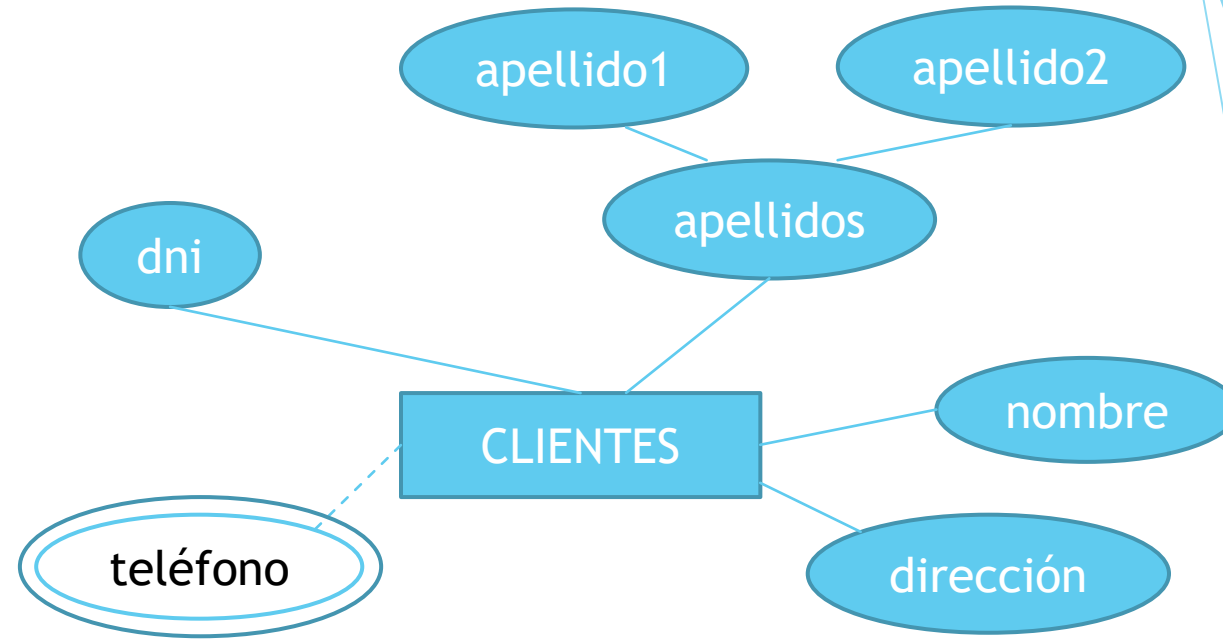 apellido1
apellido2
apellidos
dni
nombre
CLIENTES
teléfono
dirección